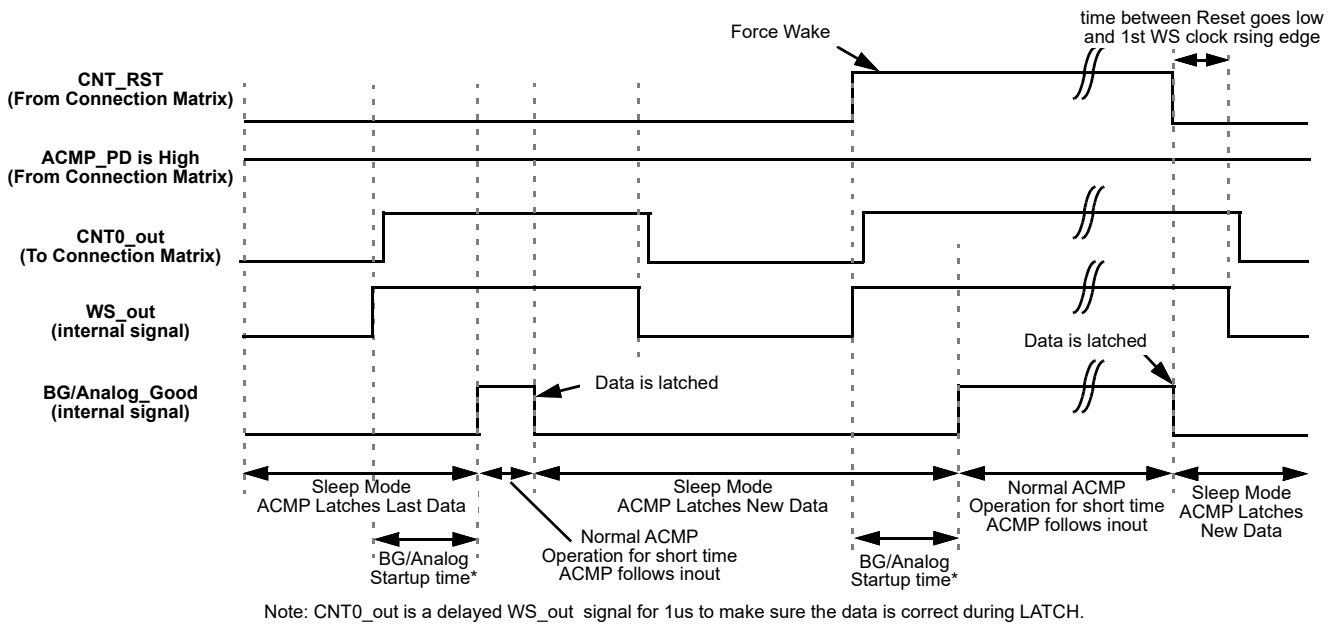 time between Reset goes low
and 1st WS clock rsing edge
Force Wake
CNT_RST
(From Connection Matrix)
ACMP_PD is High
(From Connection Matrix)
CNT0_out
(To Connection Matrix)
WS_out
(internal signal)
Data is latched
BG/Analog_Good
(internal signal)
Data is latched
Sleep Mode
ACMP Latches Last Data
Sleep Mode
ACMP Latches New Data
Normal ACMP
Operation for short time
ACMP follows inout
Sleep Mode
ACMP Latches
New Data
BG/Analog
Startup time*
Normal ACMP
Operation for short time
ACMP follows inout
BG/Analog
Startup time*
Note: CNT0_out is a delayed WS_out signal for 1us to make sure the data is correct during LATCH.